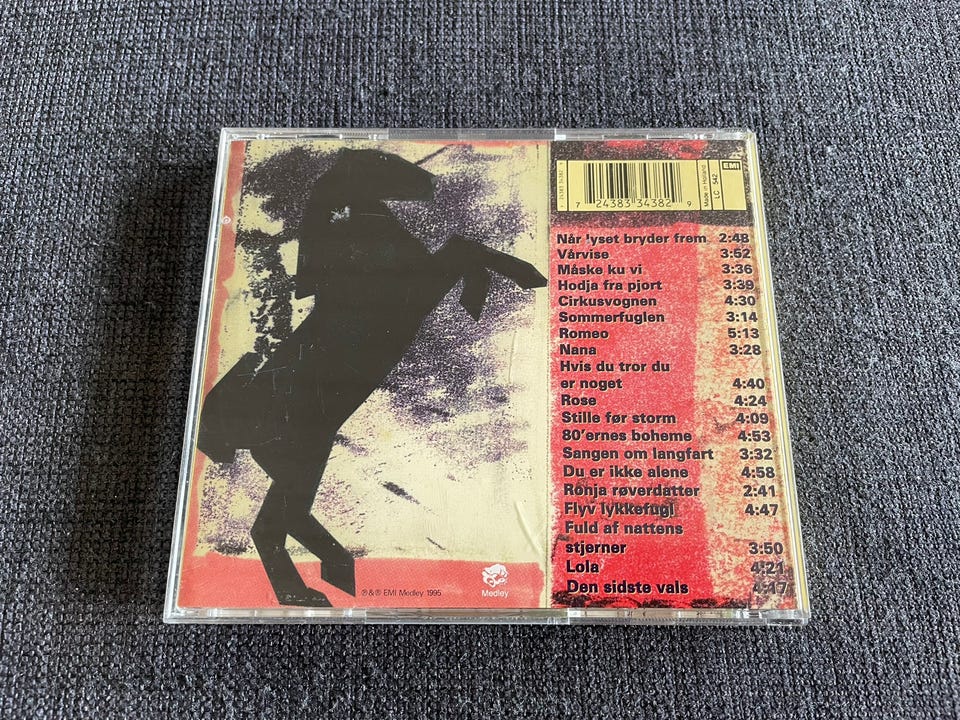 7 24383 34382 9
Made in Holland
LC 542
EMI
Når lyset bryder frem 2:48
Vårvise 3:52
Måske ku vi 3:36
Hodja fra pjort 3:39
Cirkusvognen 4:30
Sommerfuglen 3:14
Romeo 5:13
Nana 3:28
Hvis du tror du
er noget 4:40
Rose 4:24
Stille før storm 4:09
80'ernes boheme 4:53
Sangen om langfart 3:32
Du er ikke alene 4:58
Ronja røverdatter 2:41
Flyv lykkefugl 4:47
Fuld af nattens
stjerner 3:50
Lola 4:21
Den sidste vals 4:17
℗&© EMI Medley 1995
Medley